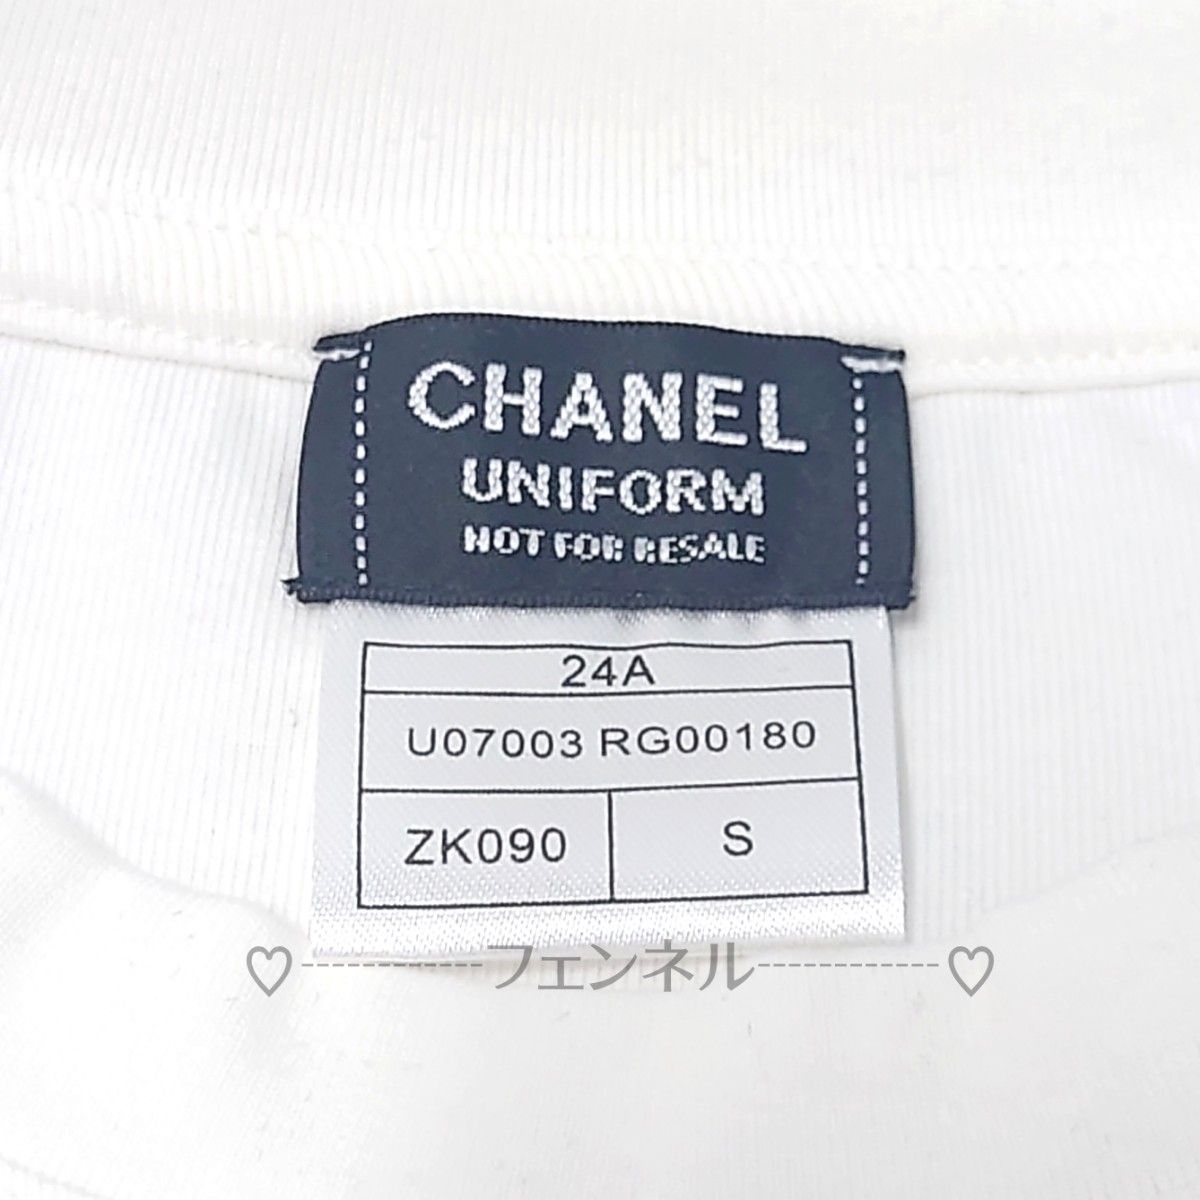 CHANEL
UNIFORM
NOT FOR RESALE
24A
U07003 RG00180
ZK090 S
♡--------------フェンネル--------------♡